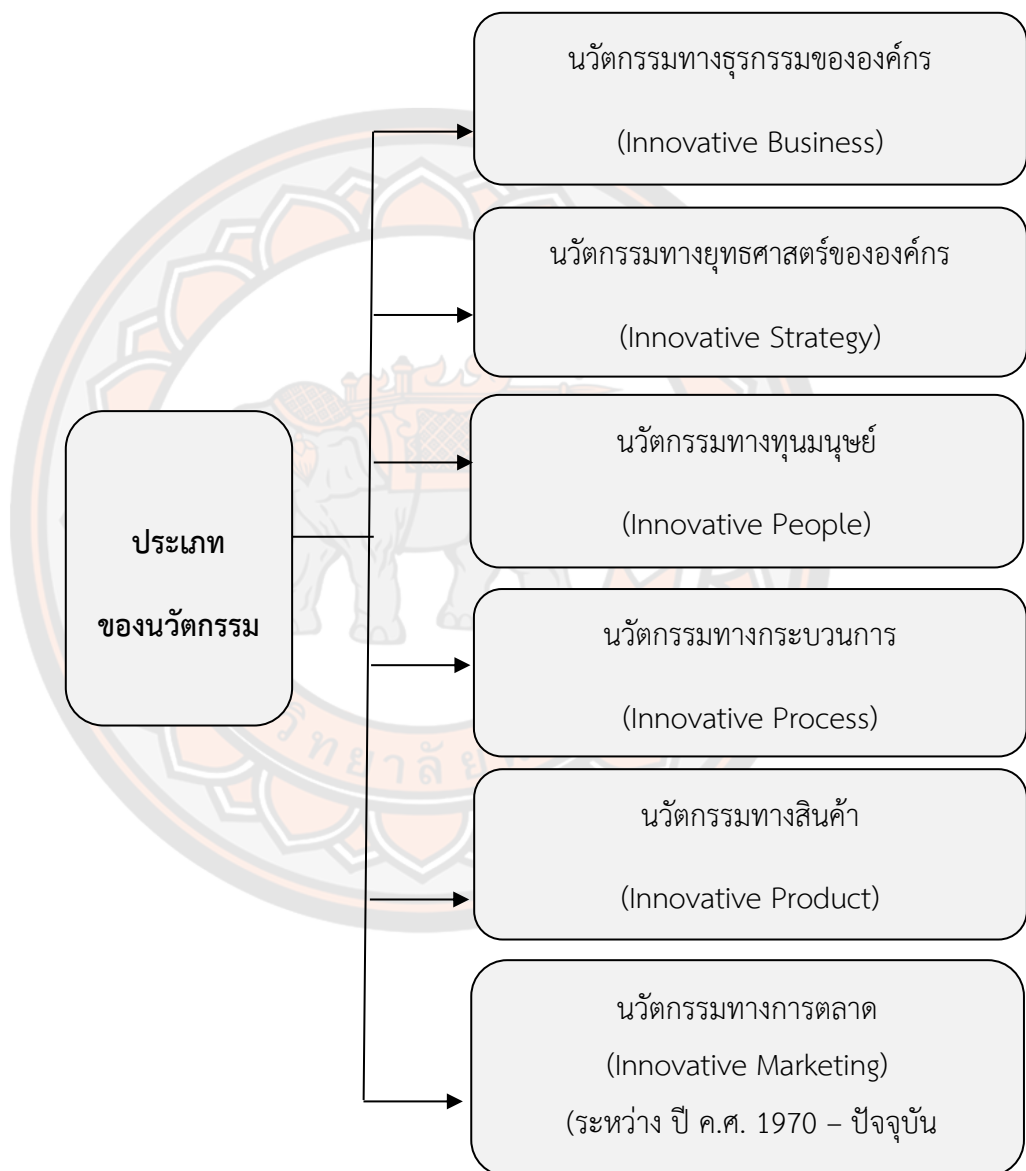 นวัตกรรมทางธุรกรรมขององค์กร
(Innovative Business)
นวัตกรรมทางยุทธศาสตร์ขององค์กร
(Innovative Strategy)
นวัตกรรมทางทุนมนุษย์
(Innovative People)
ประเภท
ของนวัตกรรม
นวัตกรรมทางกระบวนการ
(Innovative Process)
นวัตกรรมทางสินค้า
(Innovative Product)
นวัตกรรมทางการตลาด
(Innovative Marketing)
(ระหว่าง ปี ค.ศ. 1970 – ปัจจุบัน